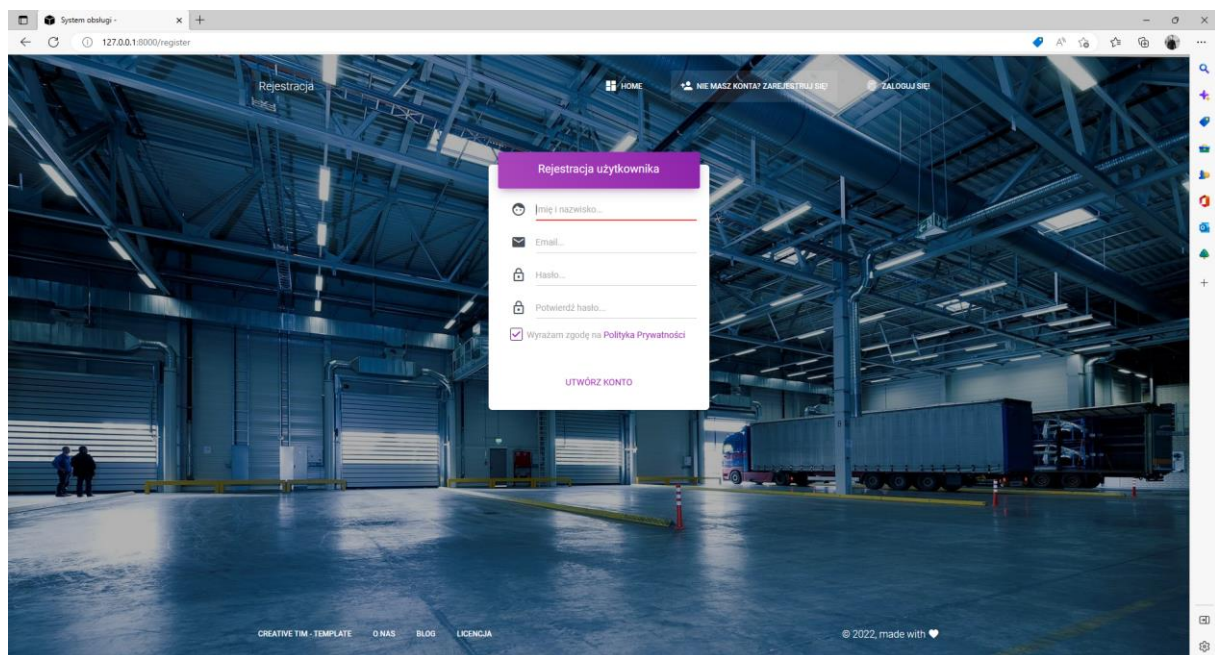 System obsługi -
127.0.0.1:8000/register
Rejestracja
HOME
NIE MASZ KONTA? ZAREJESTRUJ SIĘ!
ZALOGUJ SIĘ!
Rejestracja użytkownika
Imię i nazwisko...
Email...
Hasło...
Potwierdź hasło...
Wyrażam zgodę na Polityka Prywatności
UTWÓRZ KONTO
CREATIVE TIM - TEMPLATE O NAS BLOG LICENCJA
© 2022, made with